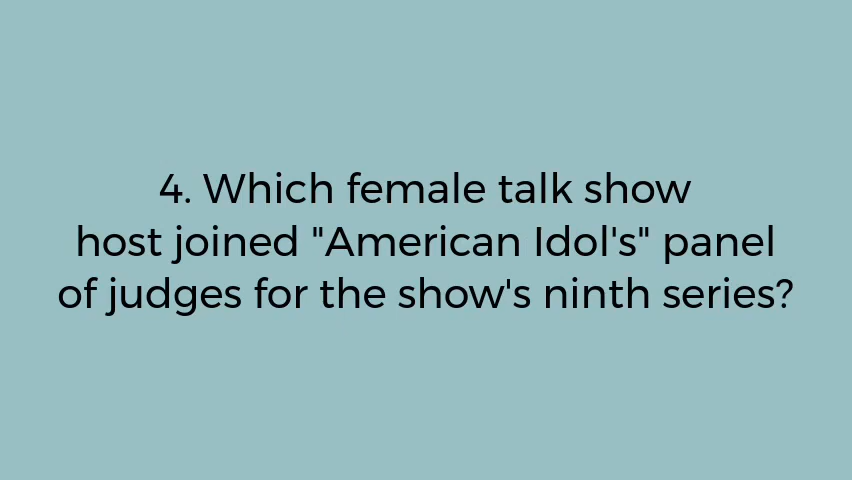 4. Which female talk show
host joined "American Idol's" panel
of judges for the show's ninth series?